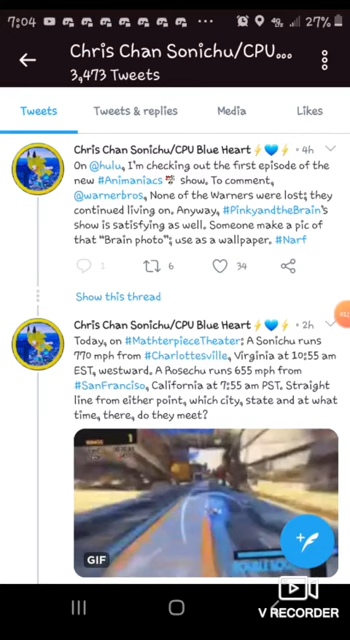 7:04
27%
Chris Chan Sonichu/CPU...
3,473 Tweets
Tweets
Tweets & replies
Media
Likes
Chris Chan Sonichu/CPU Blue Heart⚡💙⚡ • 4h
On @hulu, I'm checking out the first episode of the
new #Animaniacs show. To comment,
@warnerbros, None of the Warners were lost; they
continued living on. Anyway, #PinkyandtheBrain's
show is satisfying as well. Someone make a pic of
that “Brain photo”; use as a wallpaper. #Narf
1
6
34
Show this thread
Chris Chan Sonichu/CPU Blue Heart⚡💙⚡ • 2h
Today, on #MathterpieceTheater: A Sonichu runs
770 mph from #Charlottesville, Virginia at 10:55 am
EST, westward. A Rosechu runs 655 mph from
#SanFranciso, California at 7:55 am PST. Straight
line from either point, which city, state and at what
time, there, do they meet?
GIF
V RECORDER